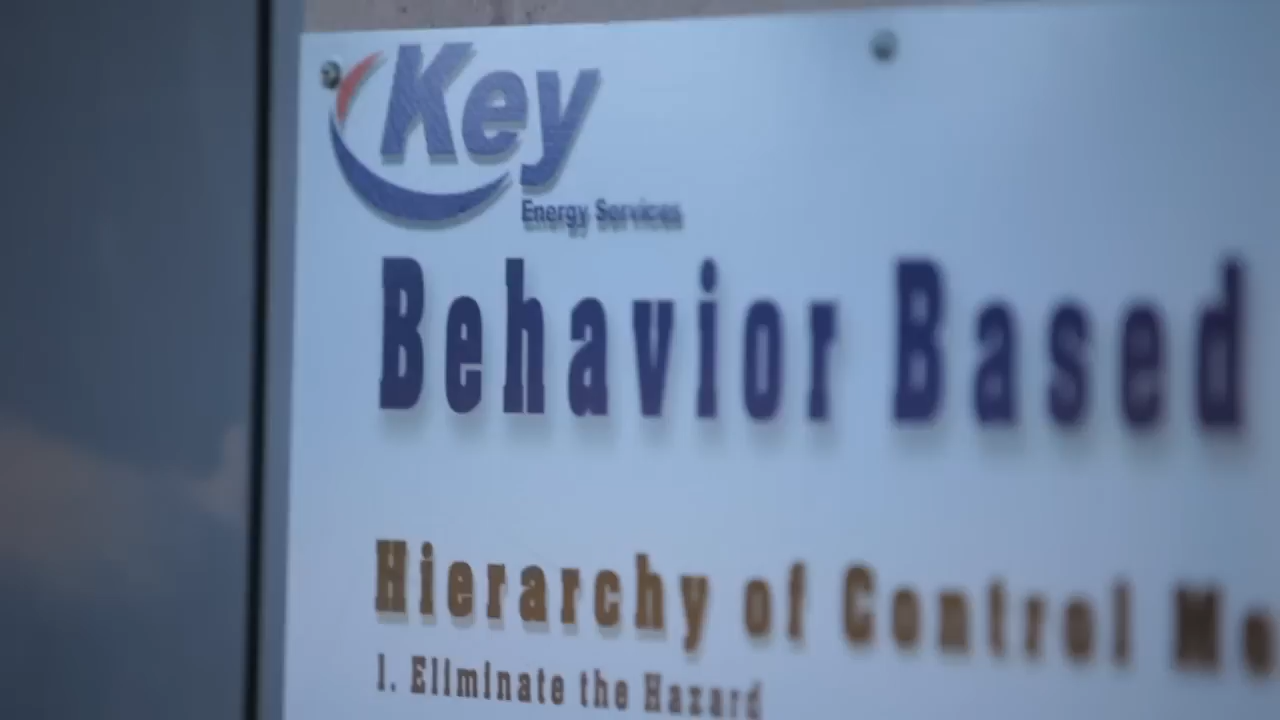 Key
Energy Services
Behavior Based
Hierarchy of Control
1. Eliminate the Hazard